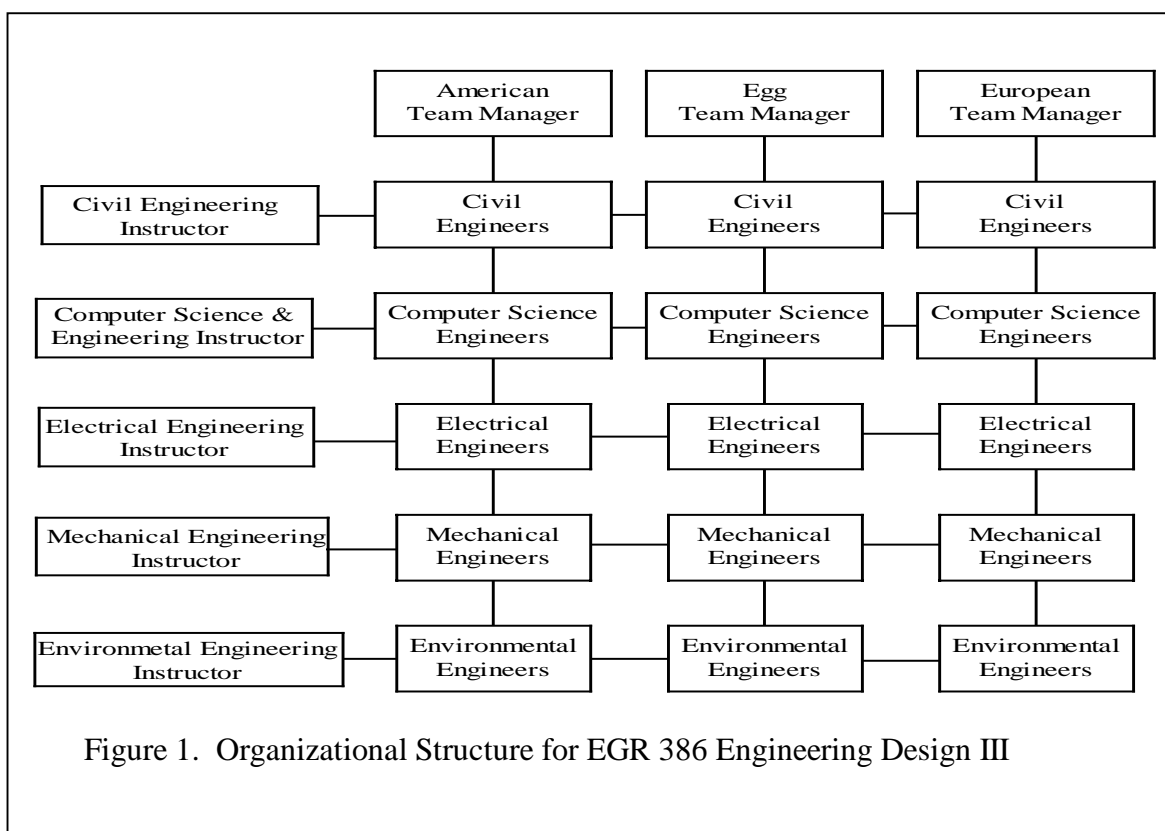 American
Team Manager
Egg
Team Manager
European
Team Manager
Civil Engineering
Instructor
Civil
Engineers
Civil
Engineers
Civil
Engineers
Computer Science &
Engineering Instructor
Computer Science
Engineers
Computer Science
Engineers
Computer Science
Engineers
Electrical Engineering
Instructor
Electrical
Engineers
Electrical
Engineers
Electrical
Engineers
Mechanical Engineering
Instructor
Mechanical
Engineers
Mechanical
Engineers
Mechanical
Engineers
Environmetal Engineering
Instructor
Environmental
Engineers
Environmental
Engineers
Environmental
Engineers
Figure 1. Organizational Structure for EGR 386 Engineering Design III